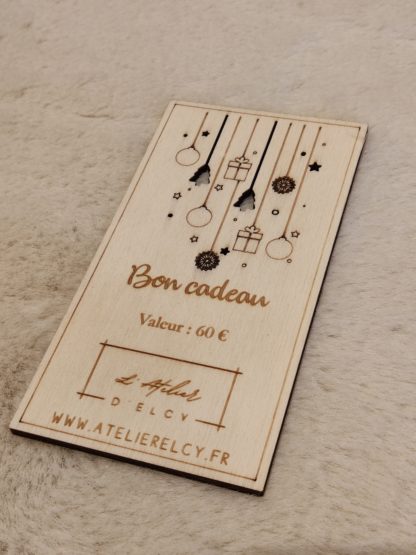 Bon cadeau
Valeur : 60 €
L'Atelier
D'ELCY
WWW.ATELIERELCY.FR